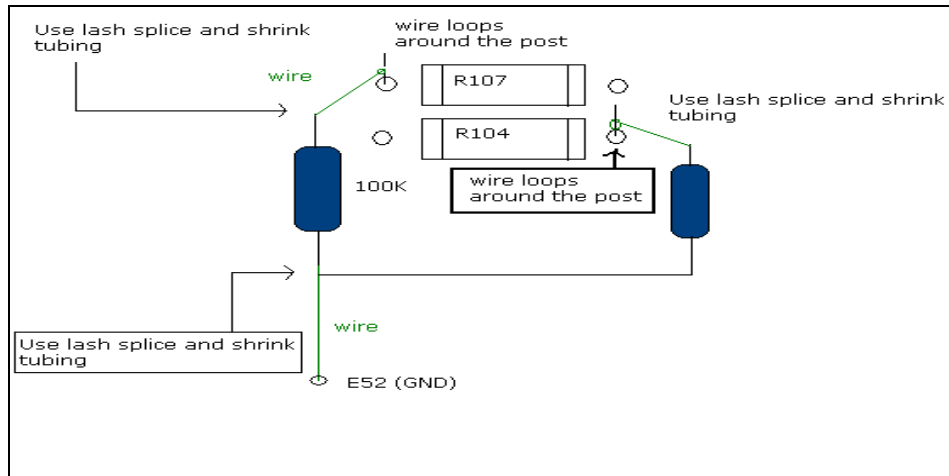 Use lash splice and shrink
tubing
wire loops
around the post
wire
R107
Use lash splice and shrink
tubing
R104
100K
wire loops
around the post
wire
Use lash splice and shrink
tubing
E52 (GND)